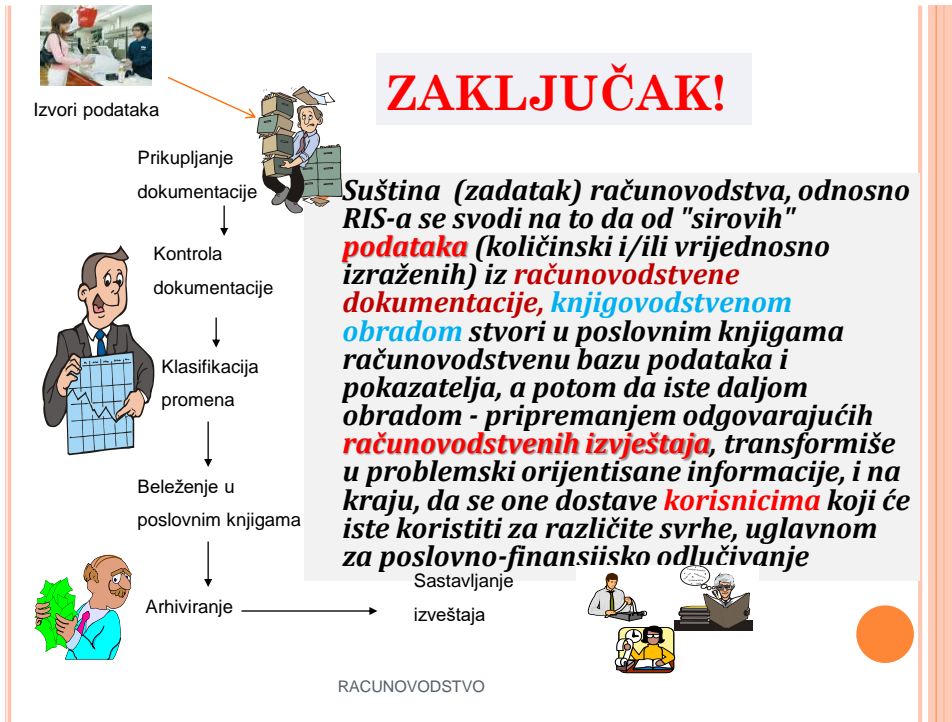 ZAKLJUČAK!
Izvori podataka
Prikupljanje
dokumentacije
Kontrola
dokumentacije
Klasifikacija
promena
Beleženje u
poslovnim knjigama
Arhiviranje
Suština (zadatak) računovodstva, odnosno
RIS-a se svodi na to da od "sirovih"
podataka (količinski i/ili vrijednosno
izraženih) iz računovodstvene
dokumentacije, knjigovodstvenom
obradom stvori u poslovnim knjigama
računovodstvenu bazu podataka i
pokazatelja, a potom da iste daljom
obradom - pripremanjem odgovarajućih
računovodstvenih izvještaja, transformiše
u problemski orijentisane informacije, i na
kraju, da se one dostave korisnicima koji će
iste koristiti za različite svrhe, uglavnom
za poslovno-finansijsko odlučivanje
Sastavljanje
izveštaja
RACUNOVODSTVO